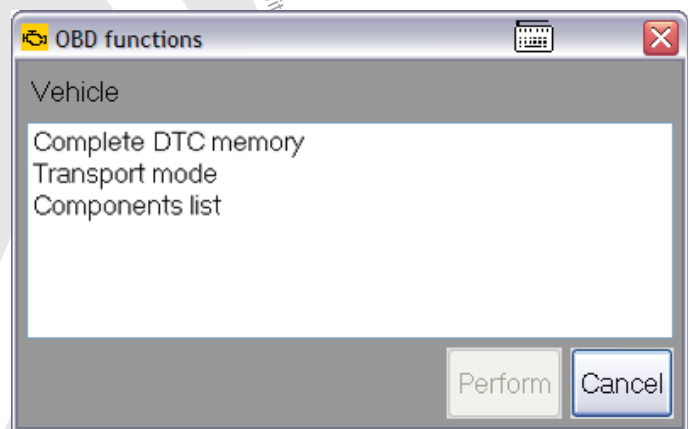 OBD functions
Vehicle
Complete DTC memory
Transport mode
Components list
Perform
Cancel